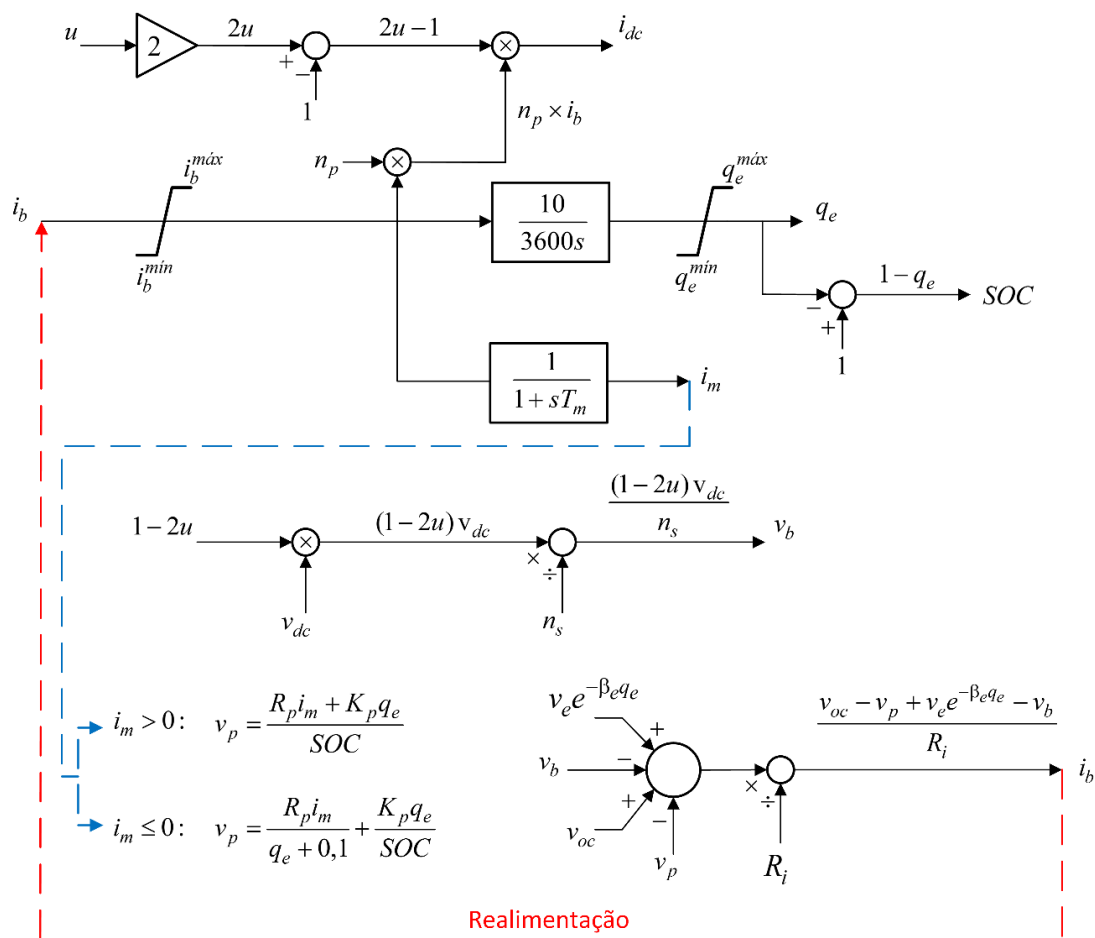 u 2 2u + − 2u−1 × i_dc
1
n_p × i_b
n_p ×
i_b^máx q_e^máx
i_b 10/3600s q_e
i_b^mín q_e^mín
1−q_e
− + SOC
1
1/(1+sT_m) i_m
1−2u × (1−2u)v_dc × ÷ (1−2u)v_dc/n_s v_b
v_dc n_s
i_m > 0: v_p = (R_p i_m + K_p q_e)/SOC
i_m ≤ 0: v_p = R_p i_m/(q_e + 0,1) + K_p q_e/SOC
v_e e^{−β_e q_e} +
v_b −
v_oc +
v_p −
× ÷
R_i
(v_oc − v_p + v_e e^{−β_e q_e} − v_b)/R_i
i_b
Realimentação